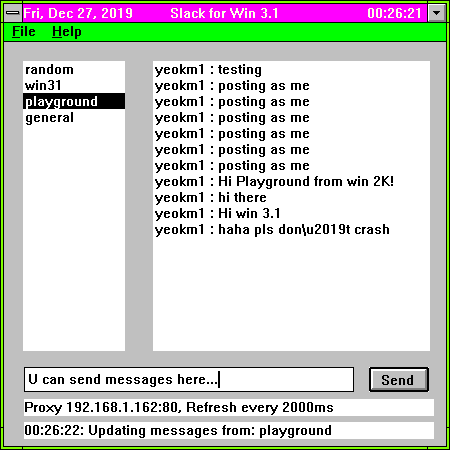 Fri, Dec 27, 2019 Slack for Win 3.1 00:26:21
File Help
random
win31
playground
general
yeokm1 : testing
yeokm1 : posting as me
yeokm1 : posting as me
yeokm1 : posting as me
yeokm1 : posting as me
yeokm1 : posting as me
yeokm1 : posting as me
yeokm1 : Hi Playground from win 2K!
yeokm1 : hi there
yeokm1 : Hi win 3.1
yeokm1 : haha pls don\u2019t crash
U can send messages here... Send
Proxy 192.168.1.162:80, Refresh every 2000ms
00:26:22: Updating messages from: playground